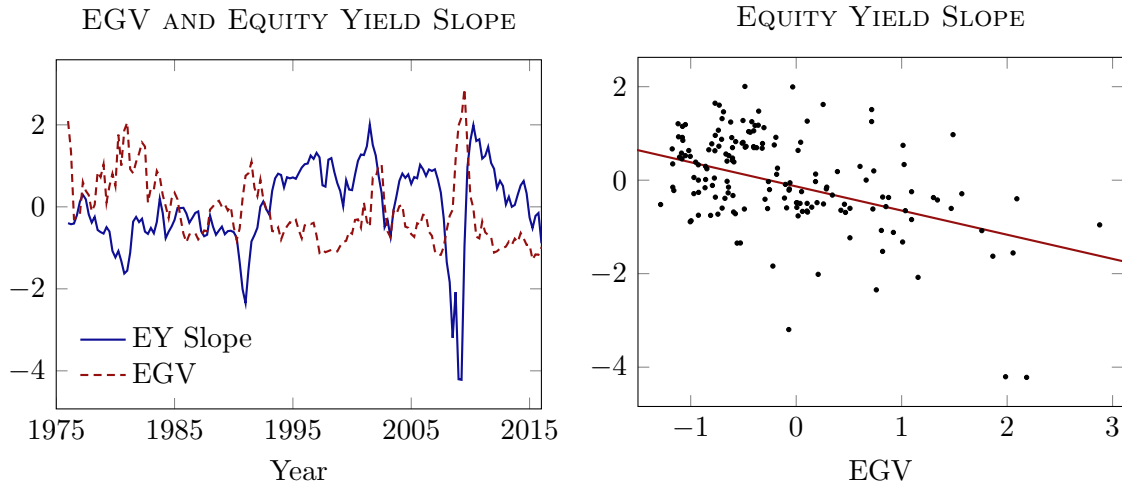 EGV AND EQUITY YIELD SLOPE
2
0
−2
−4
EY Slope
EGV
1975 1985 1995 2005 2015
Year
EQUITY YIELD SLOPE
2
0
−2
−4
−1 0 1 2 3
EGV